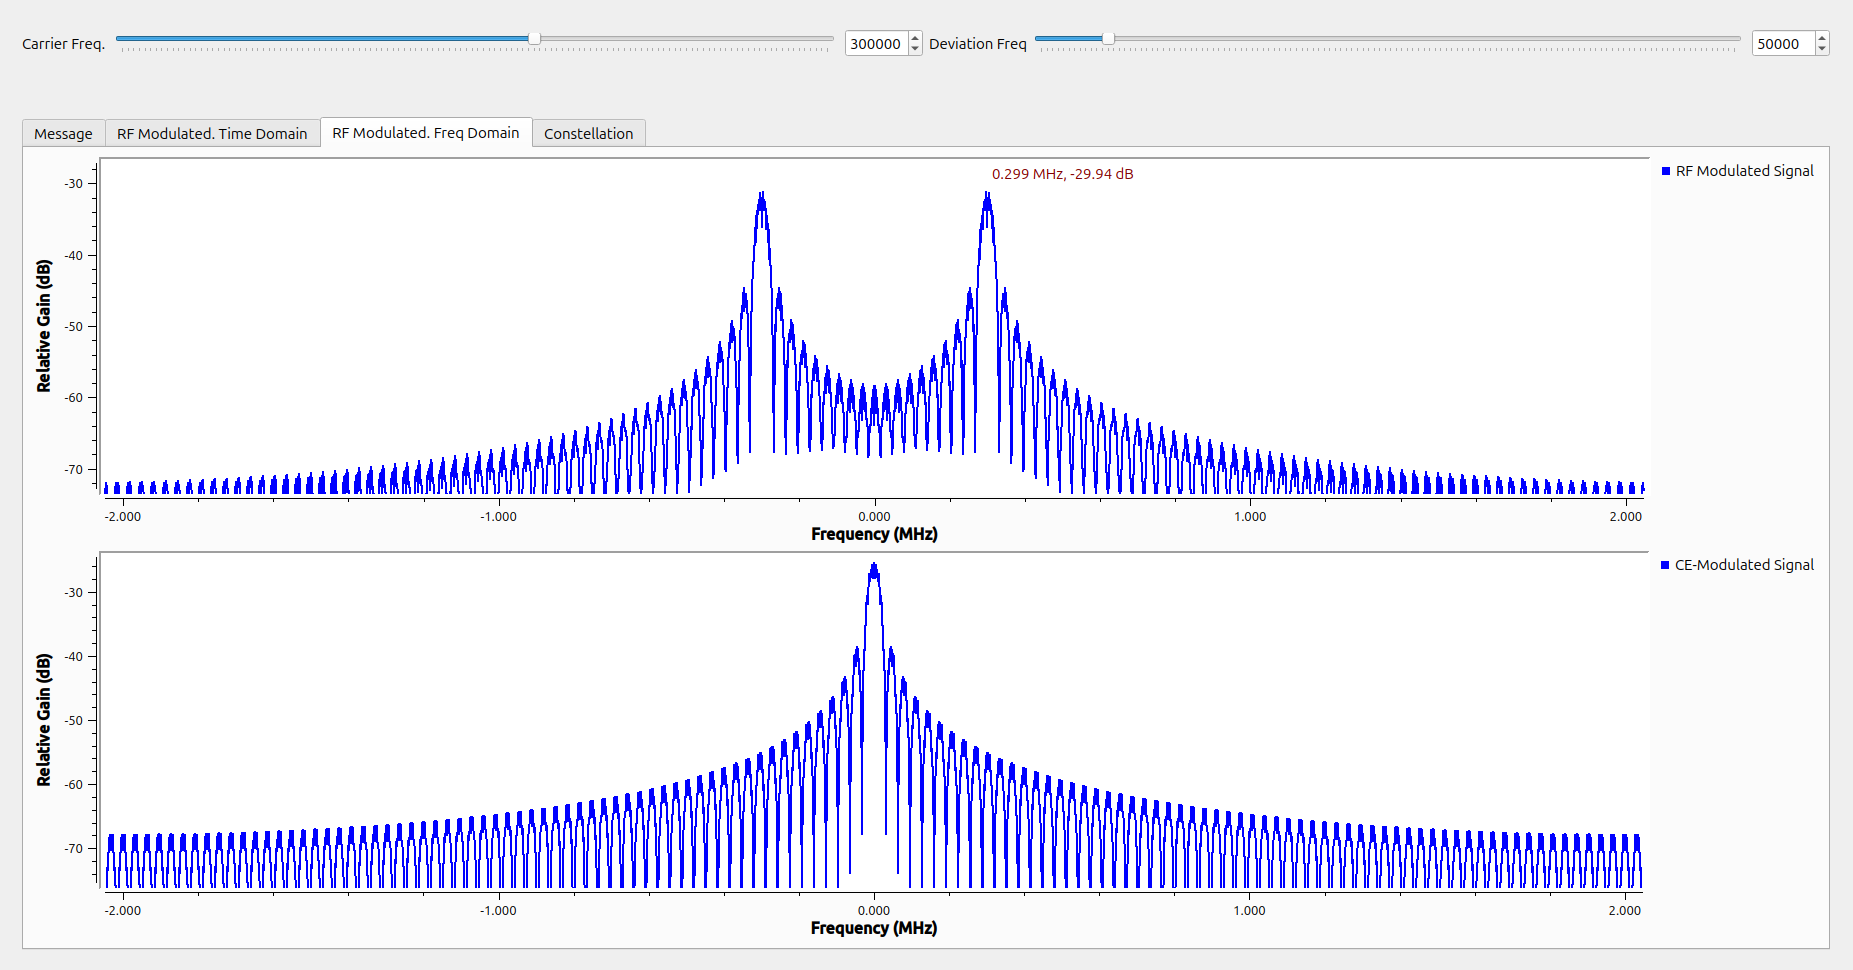 Carrier Freq. 300000 Deviation Freq 50000
Message RF Modulated. Time Domain RF Modulated. Freq Domain Constellation
0.299 MHz, -29.94 dB
RF Modulated Signal
Relative Gain (dB)
-30
-40
-50
-60
-70
-2.000 -1.000 0.000 1.000 2.000
Frequency (MHz)
CE-Modulated Signal
Relative Gain (dB)
-30
-40
-50
-60
-70
-2.000 -1.000 0.000 1.000 2.000
Frequency (MHz)